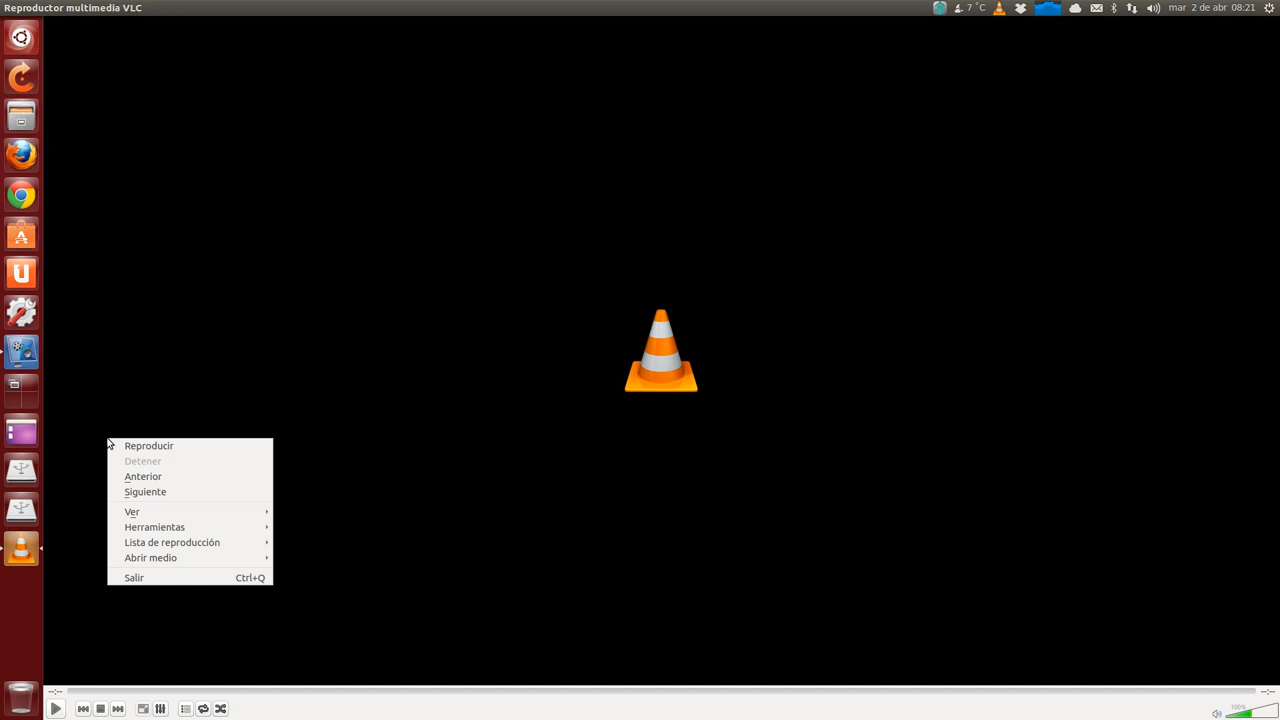 Reproductor multimedia VLC
7 °C
mar 2 de abr 08:21
Reproducir
Detener
Anterior
Siguiente
Ver
Herramientas
Lista de reproducción
Abrir medio
Salir Ctrl+Q
--:-- --:--
100%